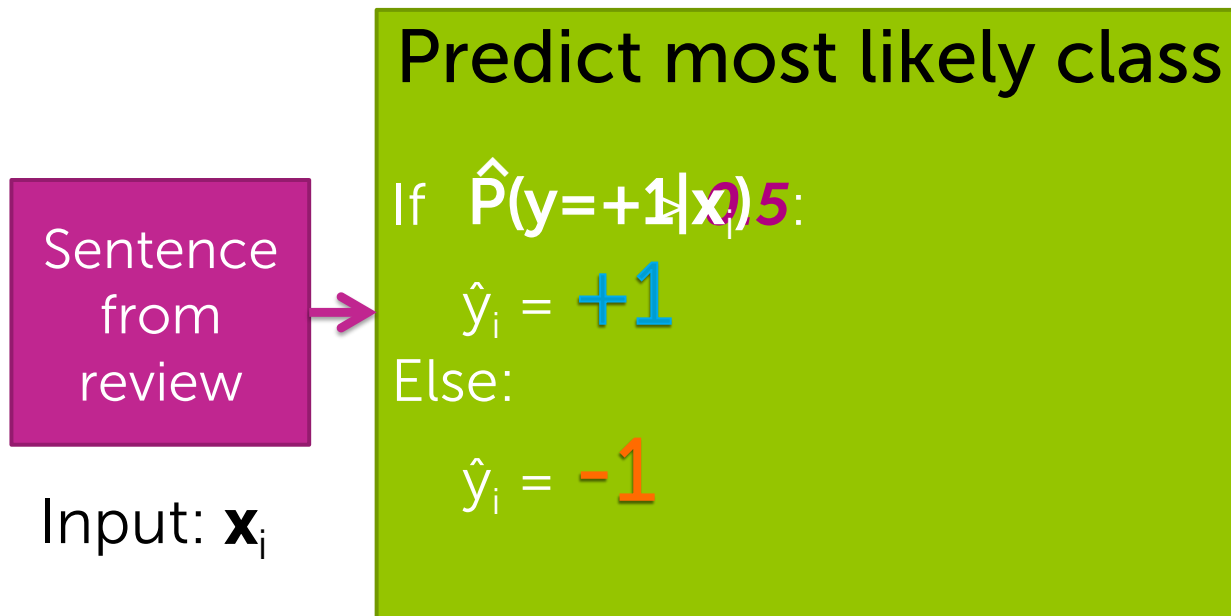 Predict most likely class
Sentence
from
review
Input: xᵢ
If P̂(y=+1|xᵢ) > 0.5:
ŷᵢ = +1
Else:
ŷᵢ = -1